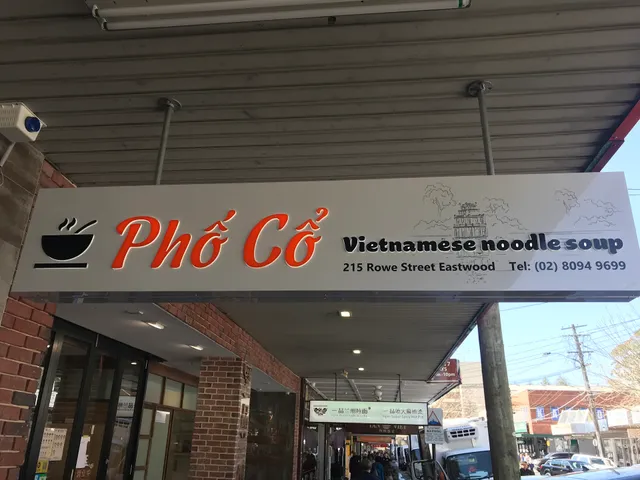 Phố Cổ
Vietnamese noodle soup
215 Rowe Street Eastwood Tel: (02) 8094 9699